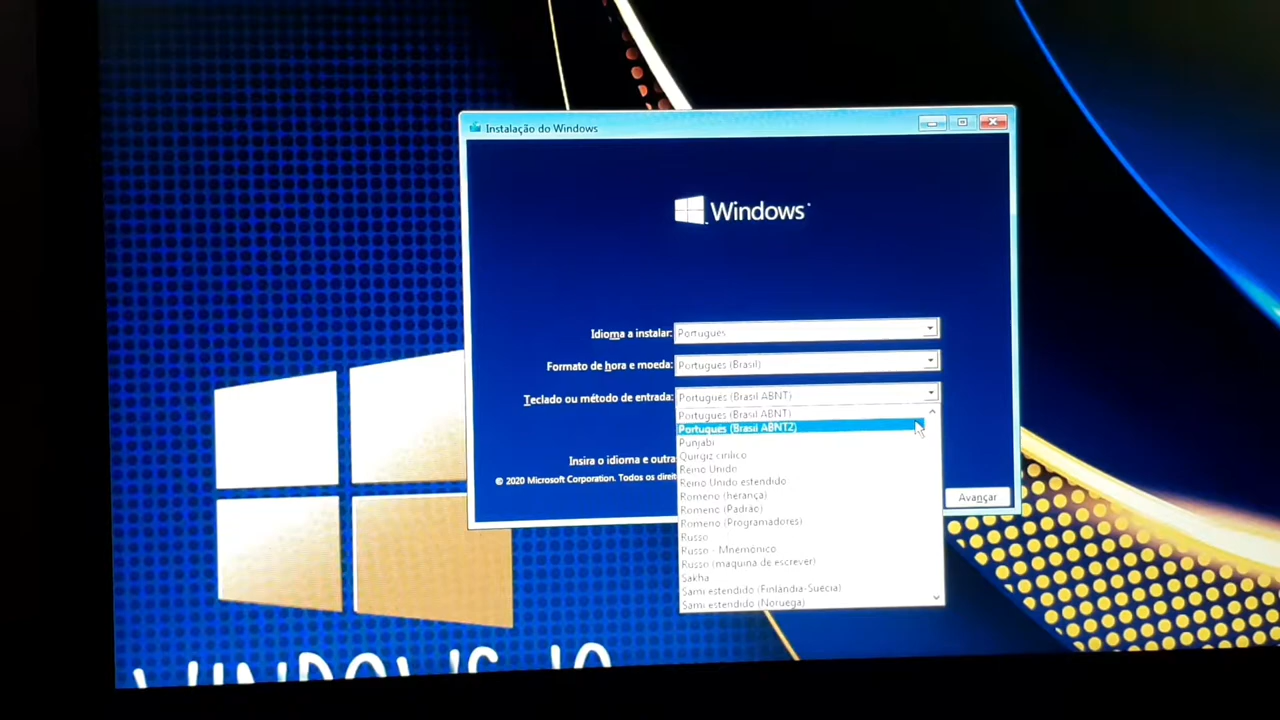 Instalação do Windows
Windows
Idioma a instalar: Português
Formato de hora e moeda: Português (Brasil)
Teclado ou método de entrada: Português (Brasil ABNT)
Português (Brasil ABNT)
Português (Brasil ABNT2)
Punjabi
Quirguiz cirílico
Reino Unido
Reino Unido estendido
Romeno (herança)
Romeno (Padrão)
Romeno (Programadores)
Russo
Russo - Mnemônico
Russo (máquina de escrever)
Sakha
Sami estendido (Finlândia-Suécia)
Sami estendido (Noruega)
Insira o idioma e outra
© 2020 Microsoft Corporation. Todos os direit
Avançar
WINDOWS 10